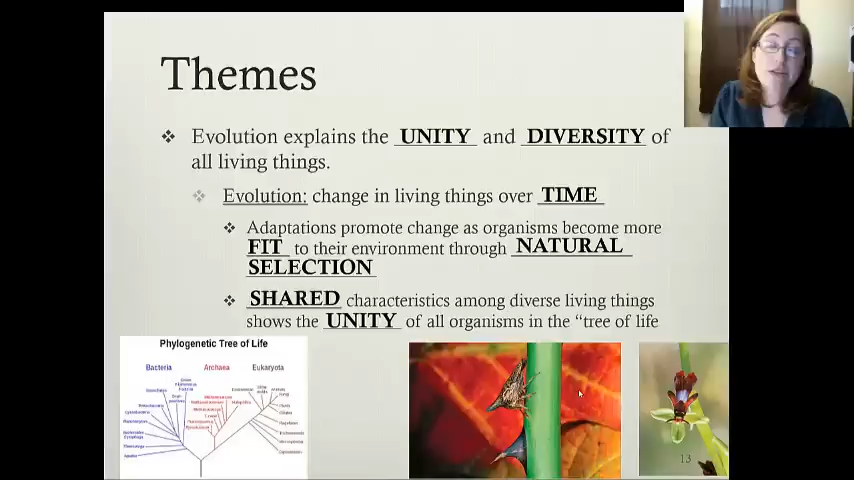 Themes
Evolution explains the UNITY and DIVERSITY of
all living things.
Evolution: change in living things over TIME
Adaptations promote change as organisms become more
FIT to their environment through NATURAL
SELECTION
SHARED characteristics among diverse living things
shows the UNITY of all organisms in the “tree of life
Phylogenetic Tree of Life
Bacteria Archaea Eukaryota
13